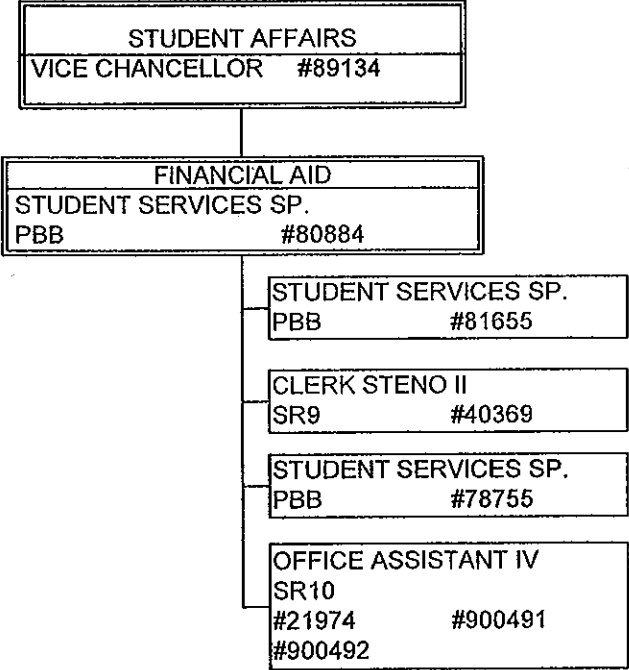 STUDENT AFFAIRS
VICE CHANCELLOR #89134
FINANCIAL AID
STUDENT SERVICES SP.
PBB #80884
STUDENT SERVICES SP.
PBB #81655
CLERK STENO II
SR9 #40369
STUDENT SERVICES SP.
PBB #78755
OFFICE ASSISTANT IV
SR10
#21974 #900491
#900492